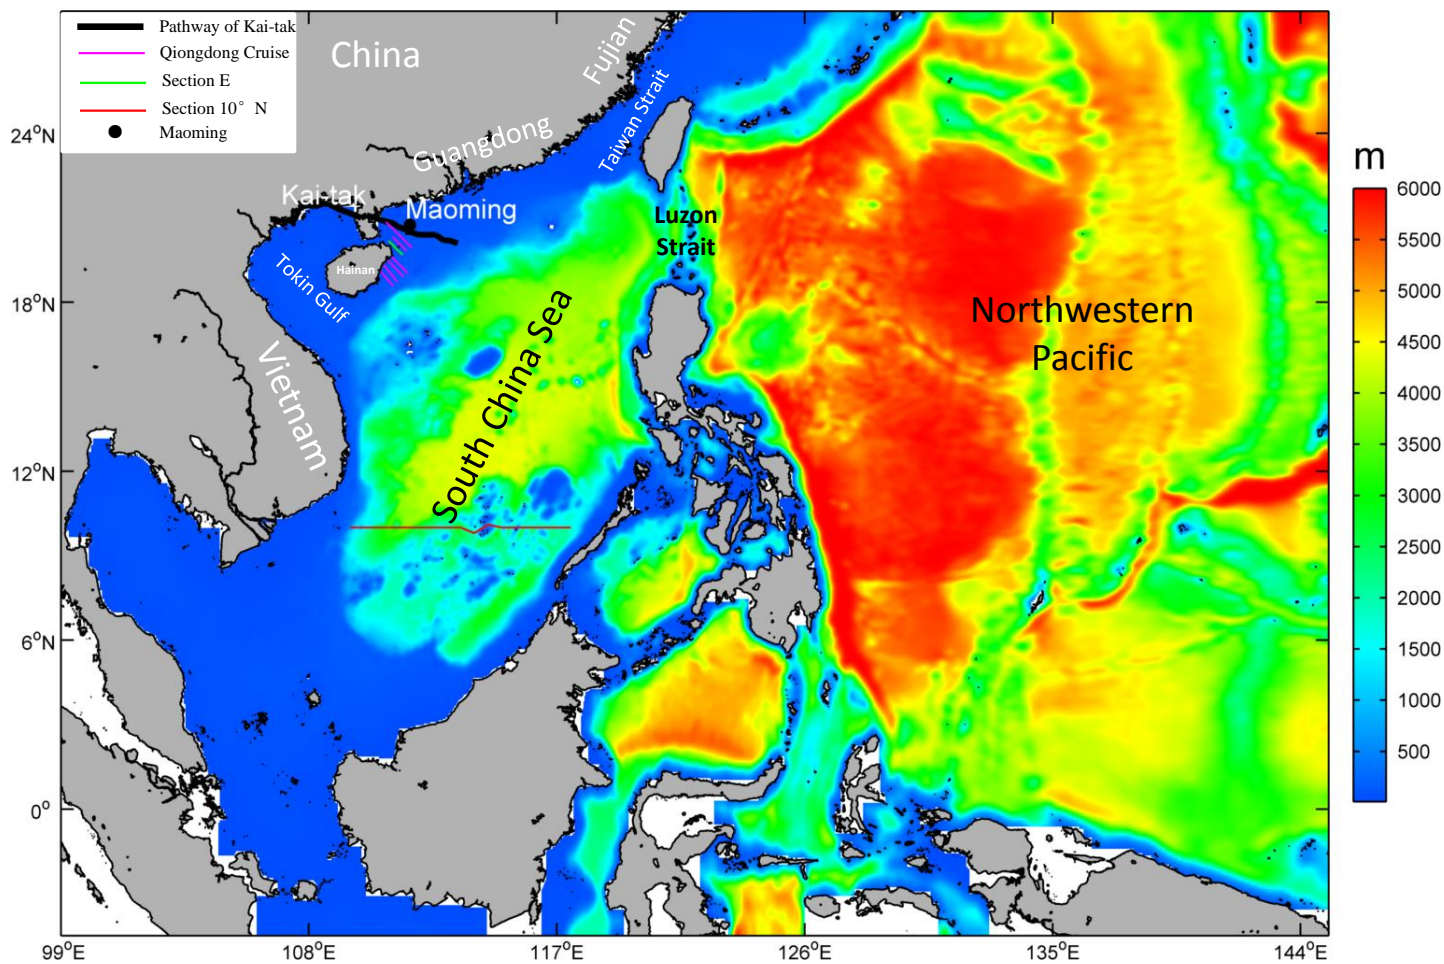 Pathway of Kai-tak
Qiongdong Cruise
Section E
Section 10° N
Maoming
China
Fujian
Taiwan Strait
Guangdong
Kai-tak
Maoming
Luzon
Strait
Hainan
Tokin Gulf
Vietnam
South China Sea
Northwestern
Pacific
24°N
18°N
12°N
6°N
0°
99°E
108°E
117°E
126°E
135°E
144°E
m
6000
5500
5000
4500
4000
3500
3000
2500
2000
1500
1000
500